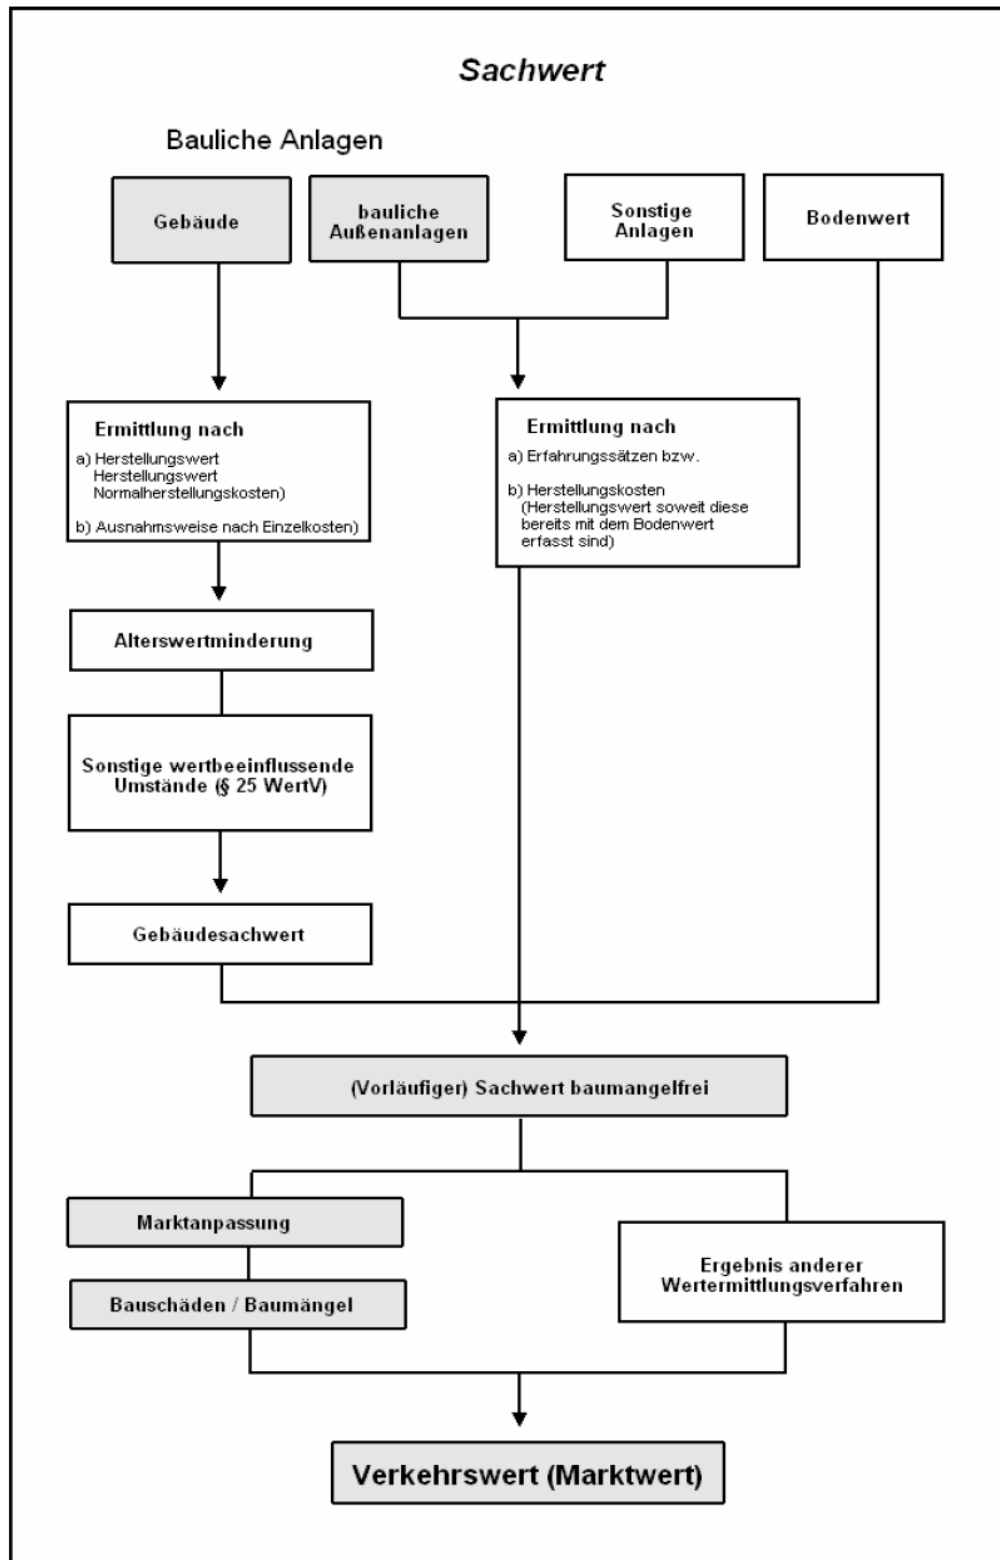 Sachwert
Bauliche Anlagen
Gebäude
bauliche
Außenanlagen
Sonstige
Anlagen
Bodenwert
Ermittlung nach
a) Herstellungswert
Herstellungswert
Normalherstellungskosten)
b) Ausnahmsweise nach Einzelkosten)
Ermittlung nach
a) Erfahrungssätzen bzw.
b) Herstellungskosten
(Herstellungswert soweit diese
bereits mit dem Bodenwert
erfasst sind)
Alterswertminderung
Sonstige wertbeeinflussende
Umstände (§ 25 WertV)
Gebäudesachwert
(Vorläufiger) Sachwert baumangelfrei
Marktanpassung
Bauschäden / Baumängel
Ergebnis anderer
Wertermittlungsverfahren
Verkehrswert (Marktwert)